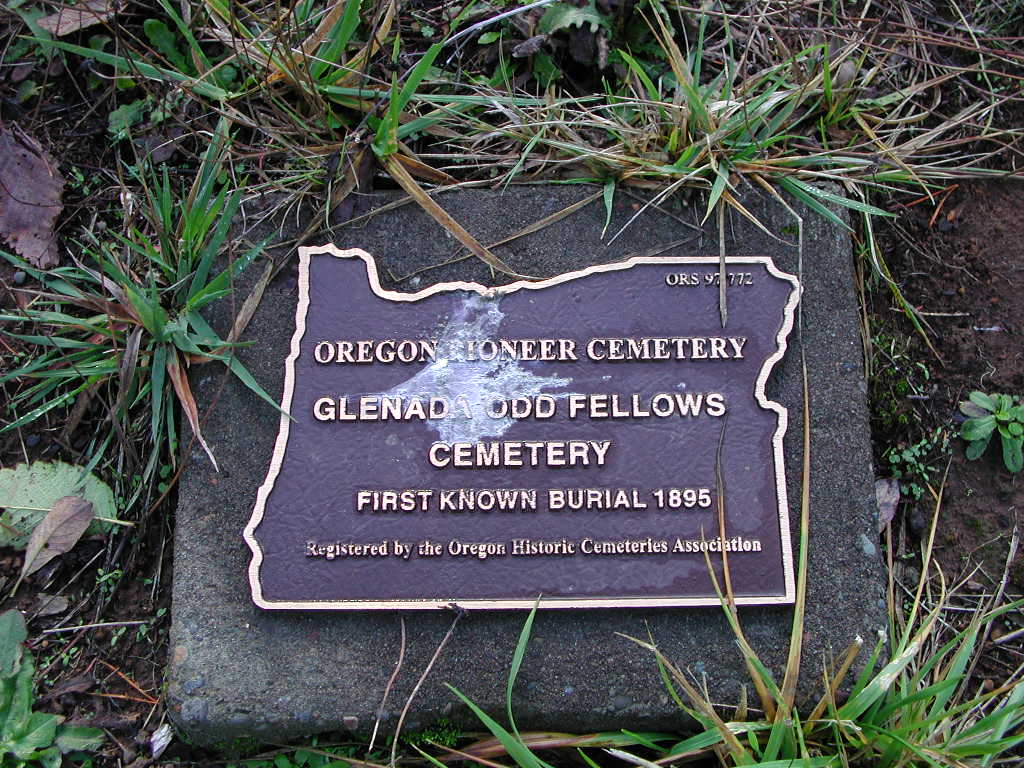 ORS 97.772
OREGON PIONEER CEMETERY
GLENADA ODD FELLOWS
CEMETERY
FIRST KNOWN BURIAL 1895
Registered by the Oregon Historic Cemeteries Association